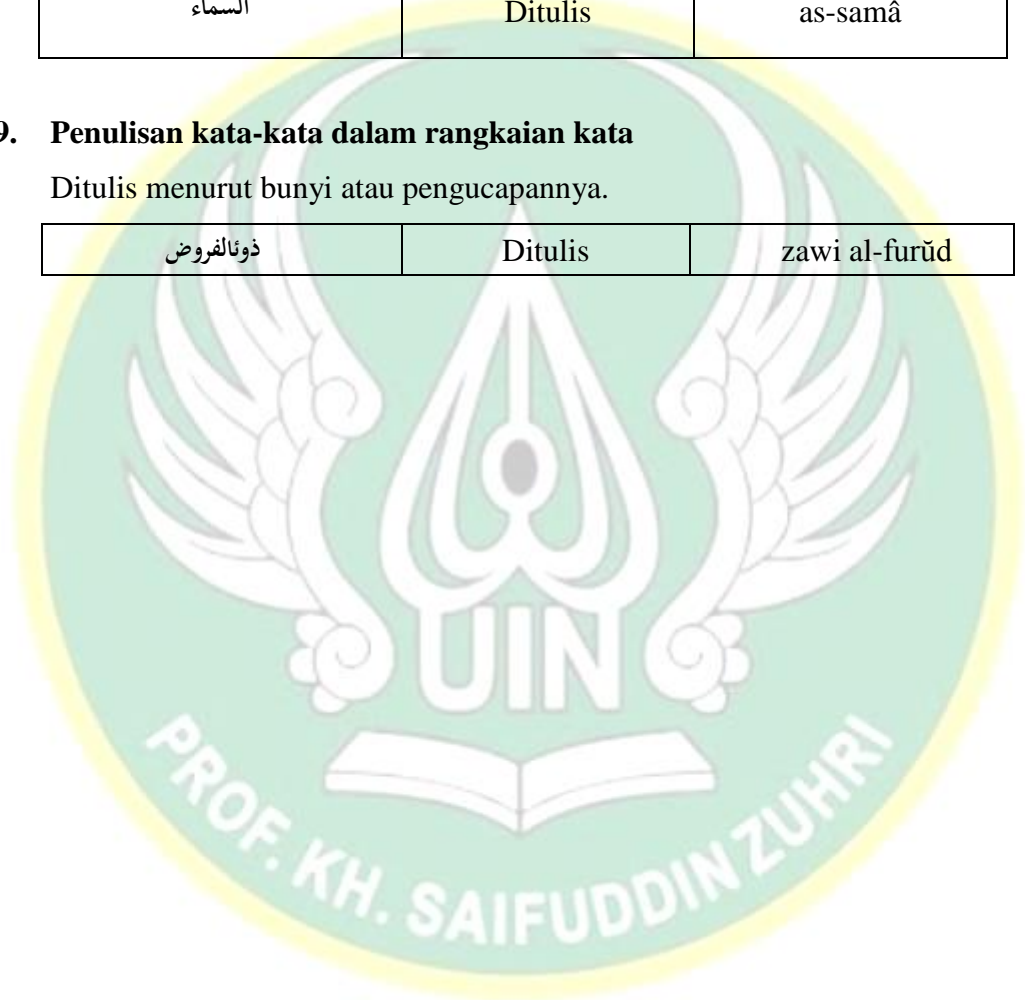 السماء Ditulis as-samâ
9. Penulisan kata-kata dalam rangkaian kata
Ditulis menurut bunyi atau pengucapannya.
ذوئالفروض Ditulis zawi al-furŭd
UIN
PROF. KH. SAIFUDDIN ZUHRI